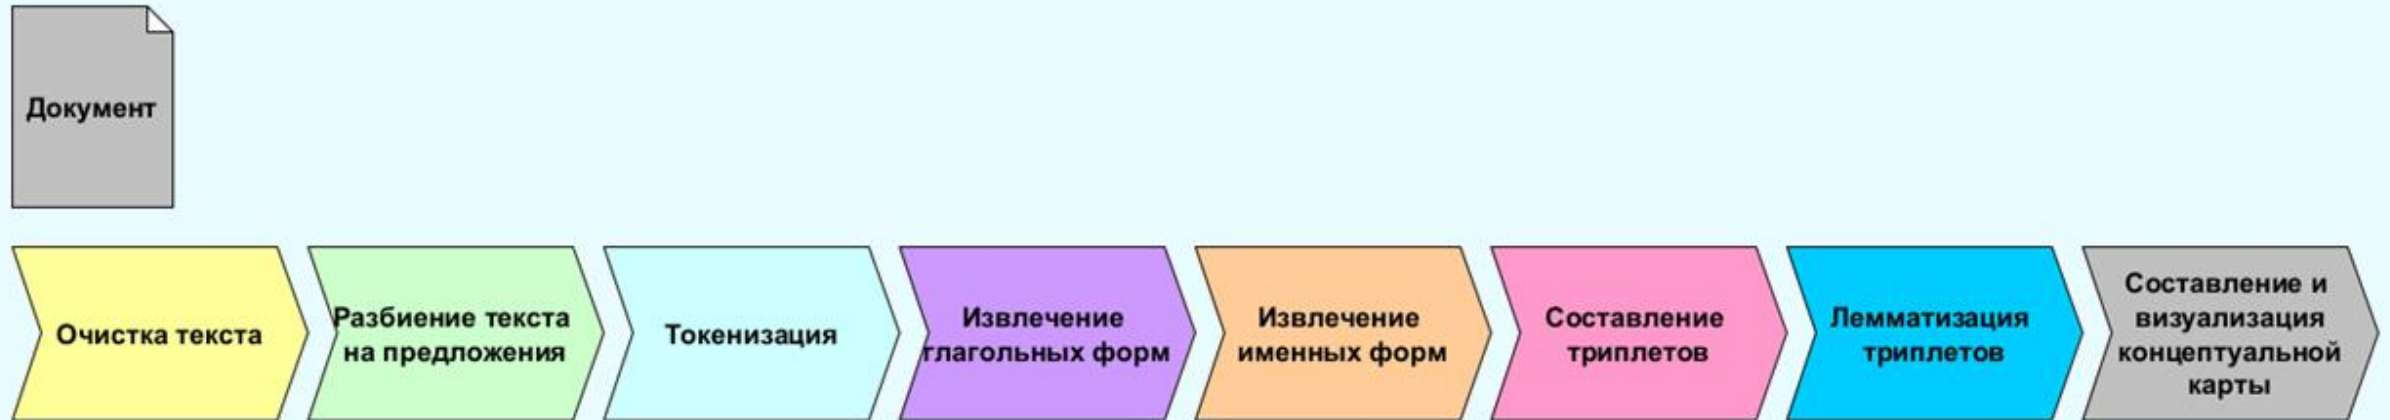 Документ
Очистка текста
Разбиение текста
на предложения
Токенизация
Извлечение
глагольных форм
Извлечение
именных форм
Составление
триплетов
Лемматизация
триплетов
Составление и
визуализация
концептуальной
карты